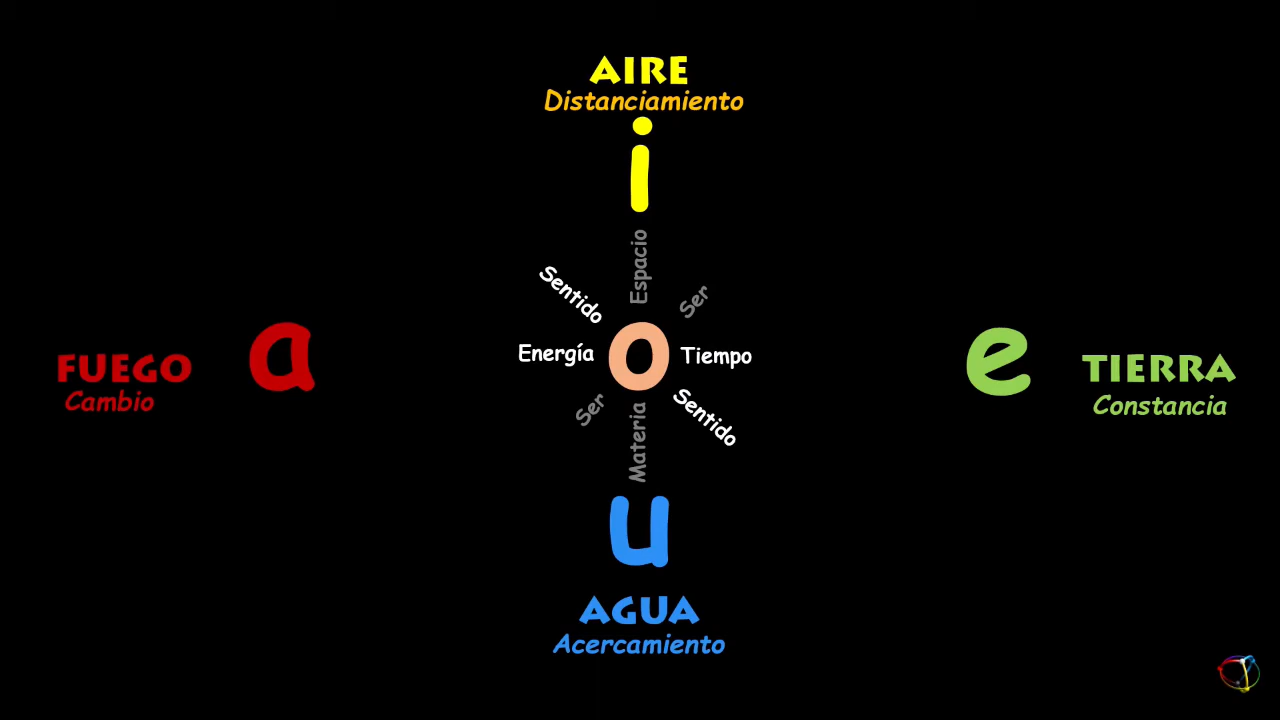 AIRE
Distanciamiento
i
Espacio
Sentido
Ser
FUEGO
Cambio
a
Energía
o
Tiempo
e
TIERRA
Constancia
Ser
Materia
Sentido
u
AGUA
Acercamiento